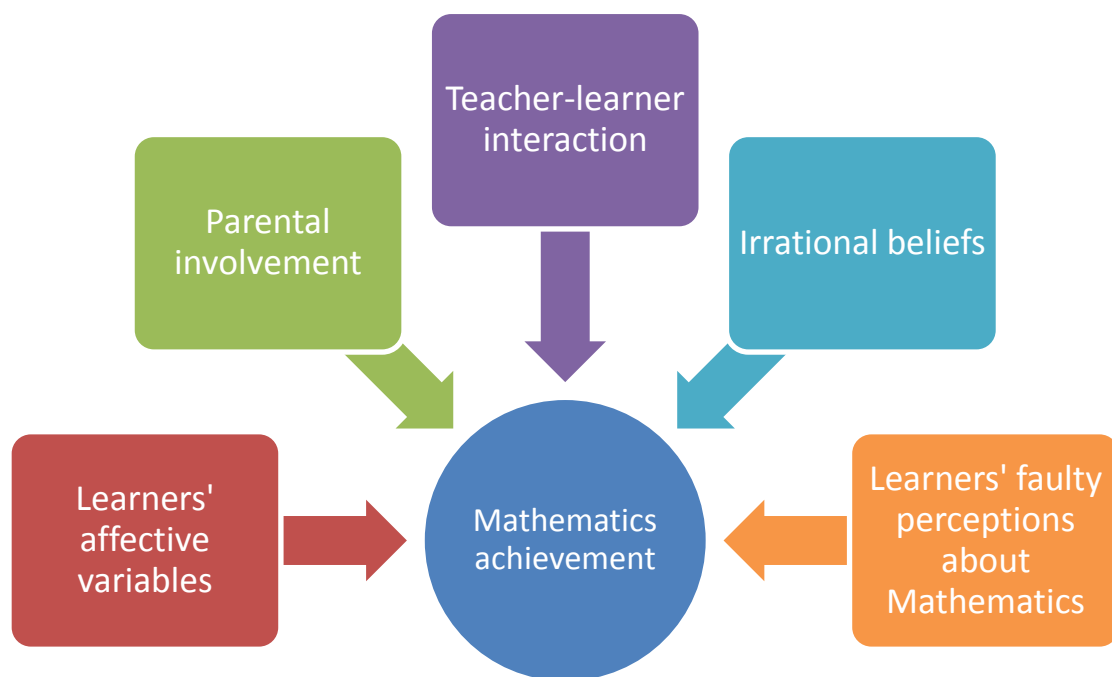 Teacher-learner
interaction
Parental
involvement
Irrational beliefs
Learners'
affective
variables
Mathematics
achievement
Learners' faulty
perceptions
about
Mathematics